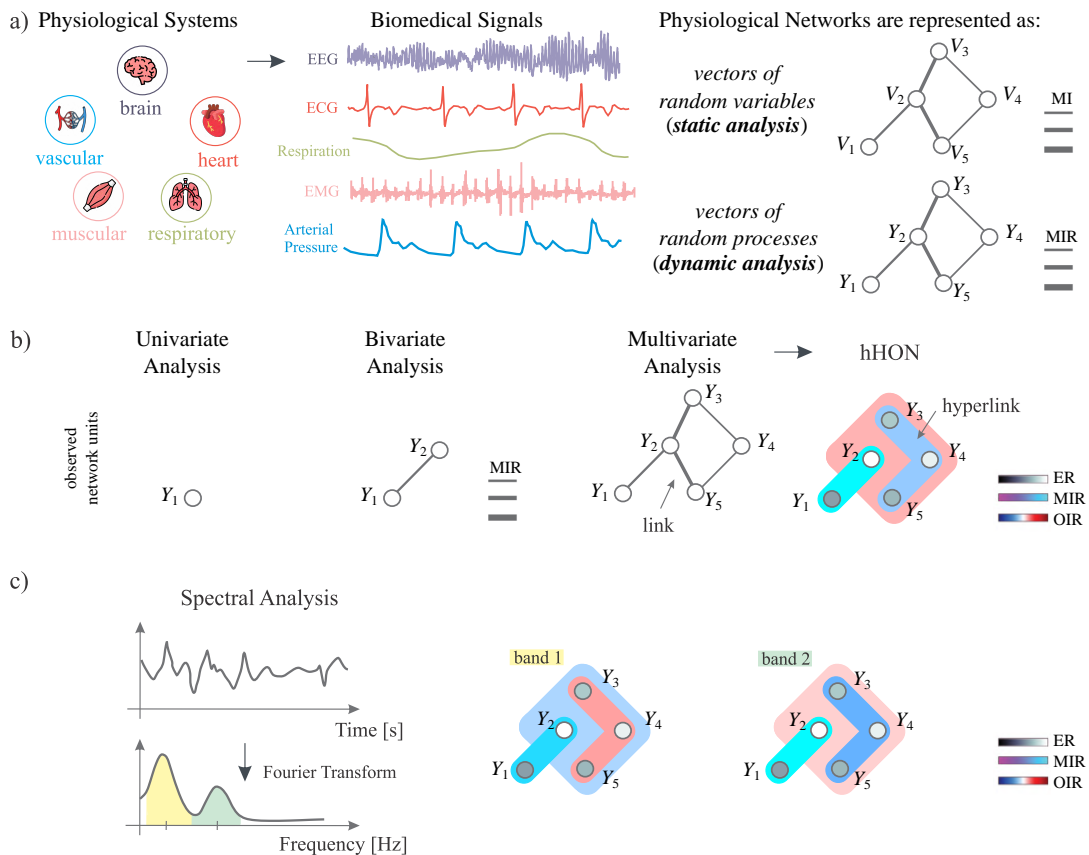 a)
Physiological Systems
brain
vascular
heart
muscular
respiratory
Biomedical Signals
EEG
ECG
Respiration
EMG
Arterial
Pressure
Physiological Networks are represented as:
vectors of
random variables
(static analysis)
V3
V2
V4
V1
V5
MI
vectors of
random processes
(dynamic analysis)
Y3
Y2
Y4
Y1
Y5
MIR
b)
observed
network units
Univariate
Analysis
Y1
Bivariate
Analysis
Y2
Y1
MIR
Multivariate
Analysis
Y3
Y2
Y4
Y1
Y5
link
hHON
Y3
hyperlink
Y2
Y4
Y1
Y5
ER
MIR
OIR
c)
Spectral Analysis
Time [s]
Fourier Transform
Frequency [Hz]
band 1
Y3
Y2
Y4
Y1
Y5
band 2
Y3
Y2
Y4
Y1
Y5
ER
MIR
OIR